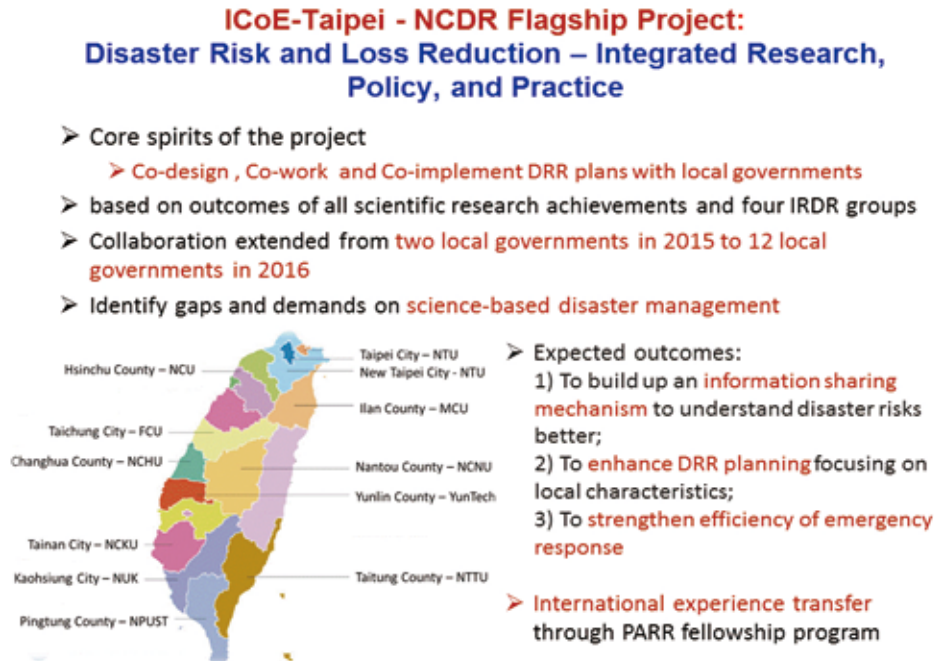 ICoE-Taipei - NCDR Flagship Project:
Disaster Risk and Loss Reduction – Integrated Research,
Policy, and Practice
➢ Core spirits of the project
➢ Co-design , Co-work and Co-implement DRR plans with local governments
➢ based on outcomes of all scientific research achievements and four IRDR groups
➢ Collaboration extended from two local governments in 2015 to 12 local
governments in 2016
➢ Identify gaps and demands on science-based disaster management
Hsinchu County – NCU
Taichung City – FCU
Changhua County – NCHU
Tainan City – NCKU
Kaohsiung City – NUK
Pingtung County – NPUST
Taipei City – NTU
New Taipei City - NTU
Ilan County – MCU
Nantou County – NCNU
Yunlin County – YunTech
Taitung County – NTTU
➢ Expected outcomes:
1) To build up an information sharing
mechanism to understand disaster risks
better;
2) To enhance DRR planning focusing on
local characteristics;
3) To strengthen efficiency of emergency
response
➢ International experience transfer
through PARR fellowship program